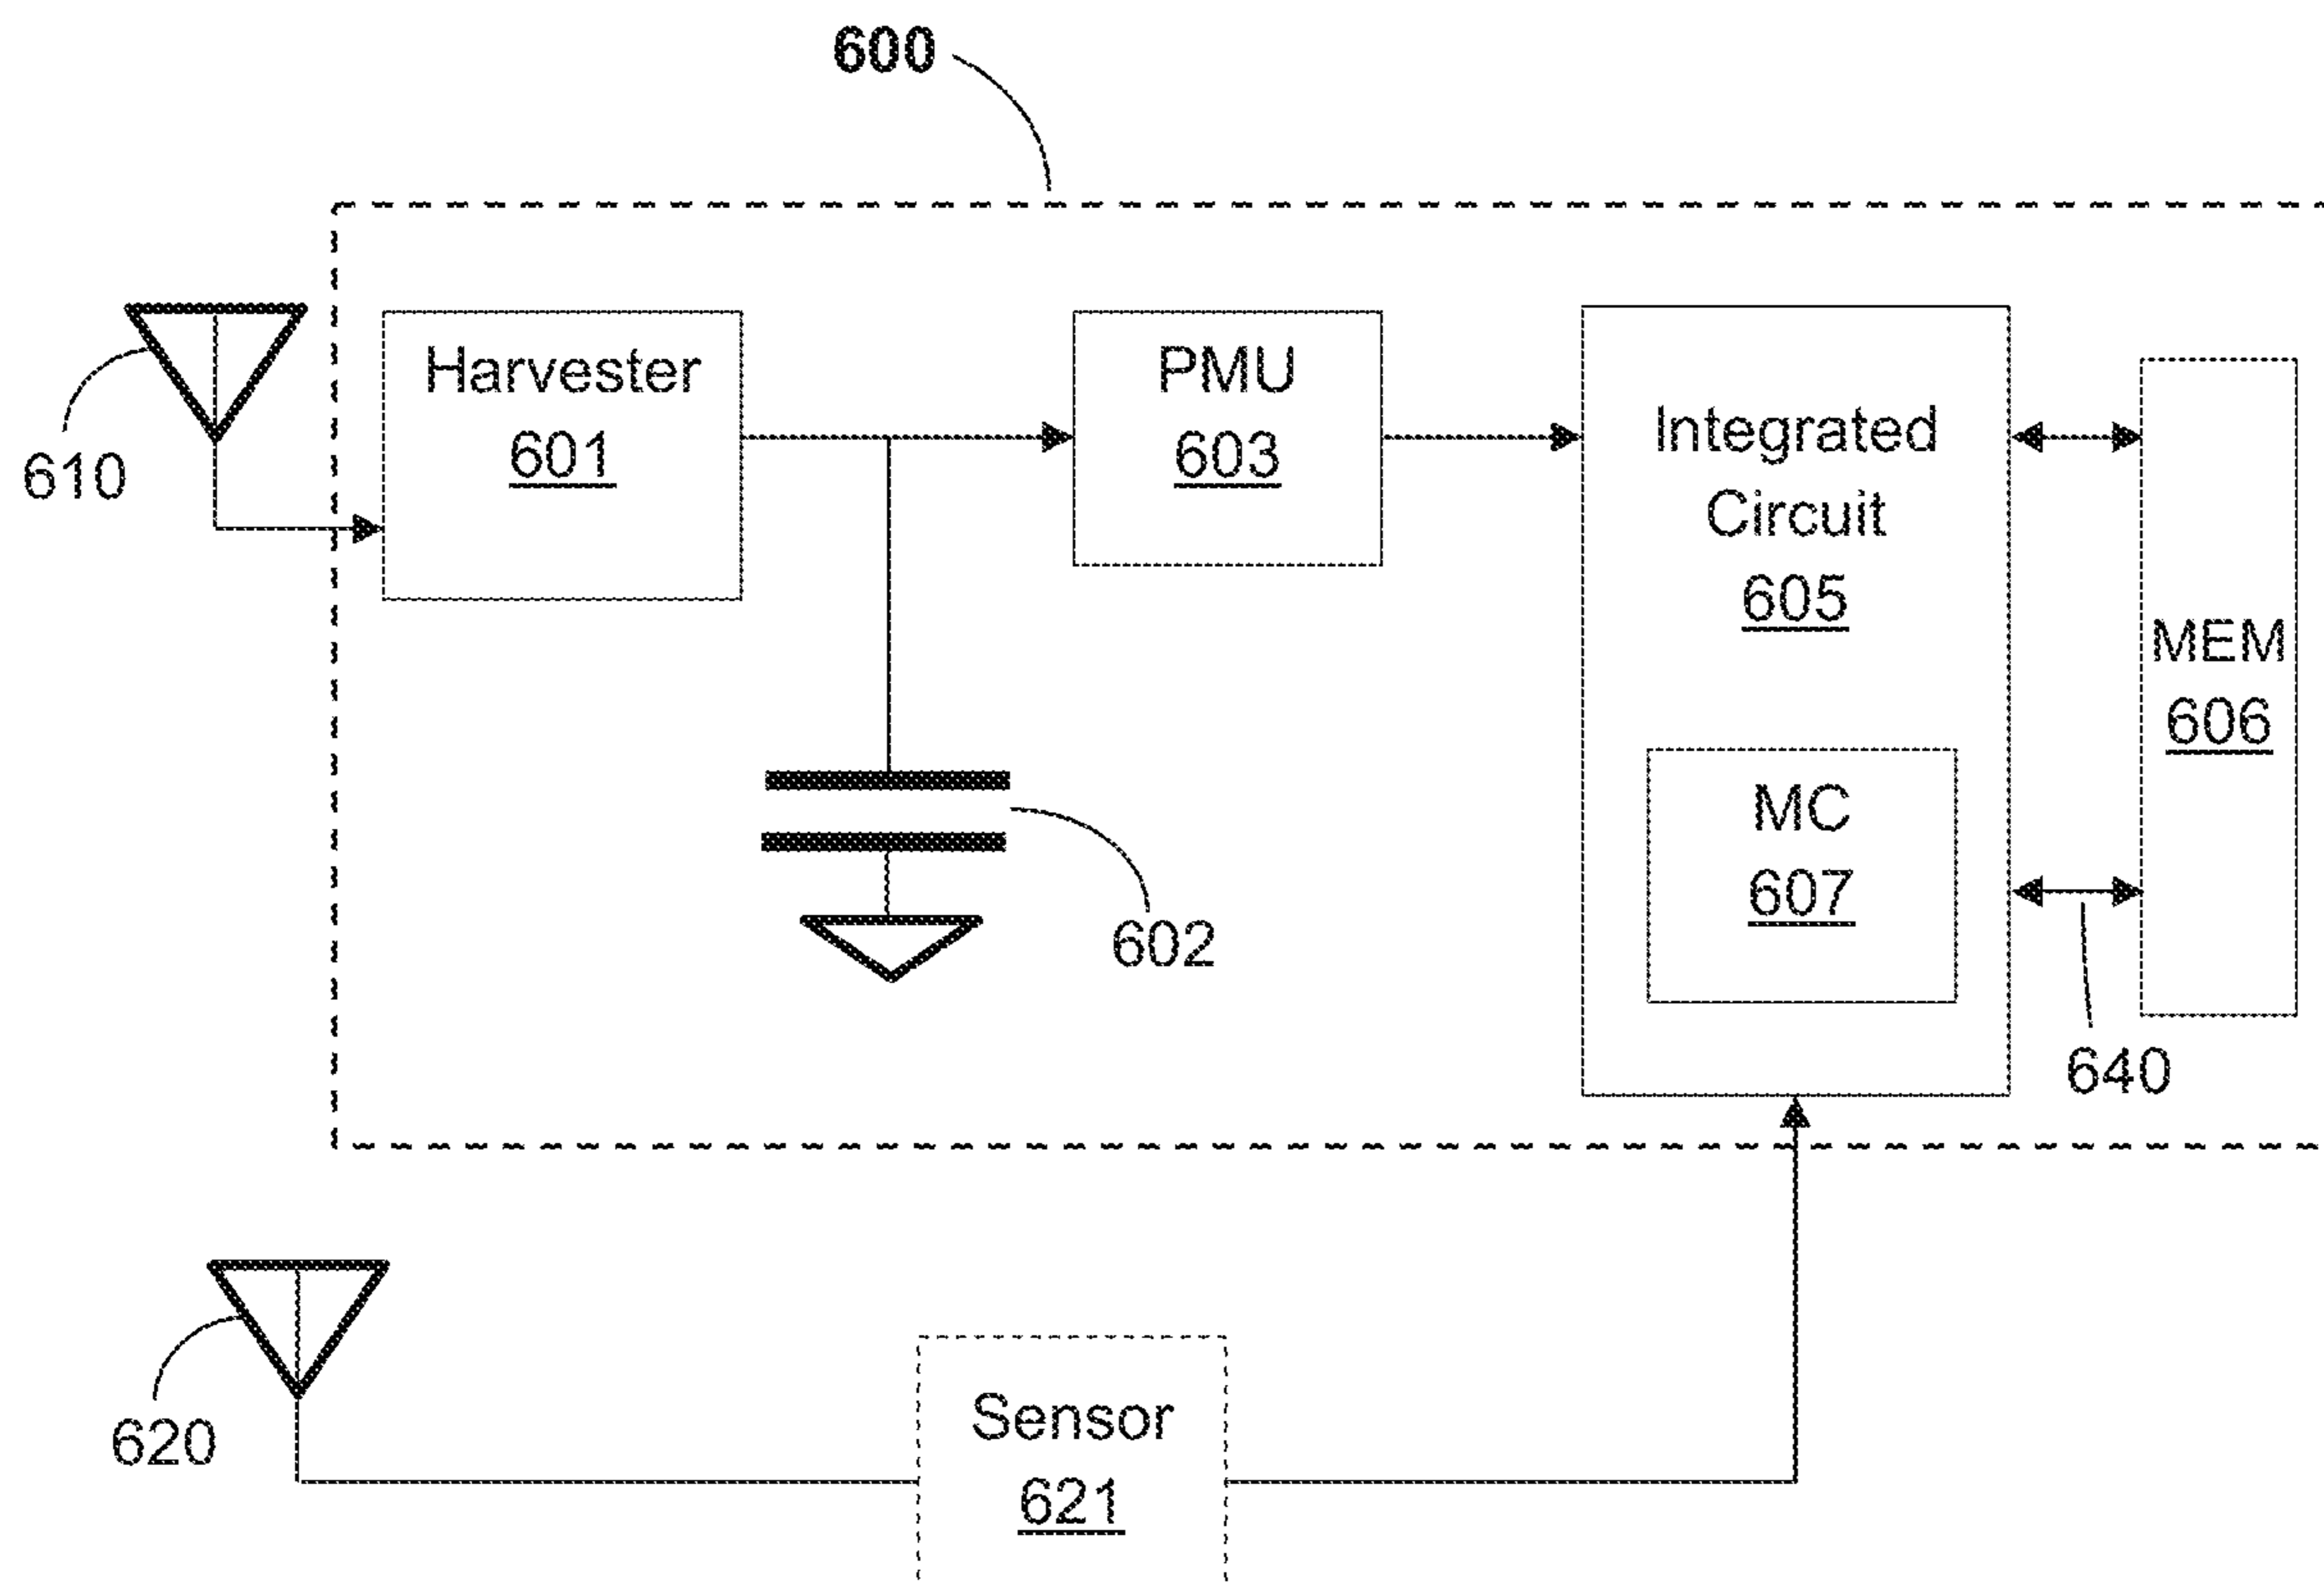 600
Harvester
601
PMU
603
Integrated
Circuit
605
MEM
606
MC
607
610
602
640
620
Sensor
621